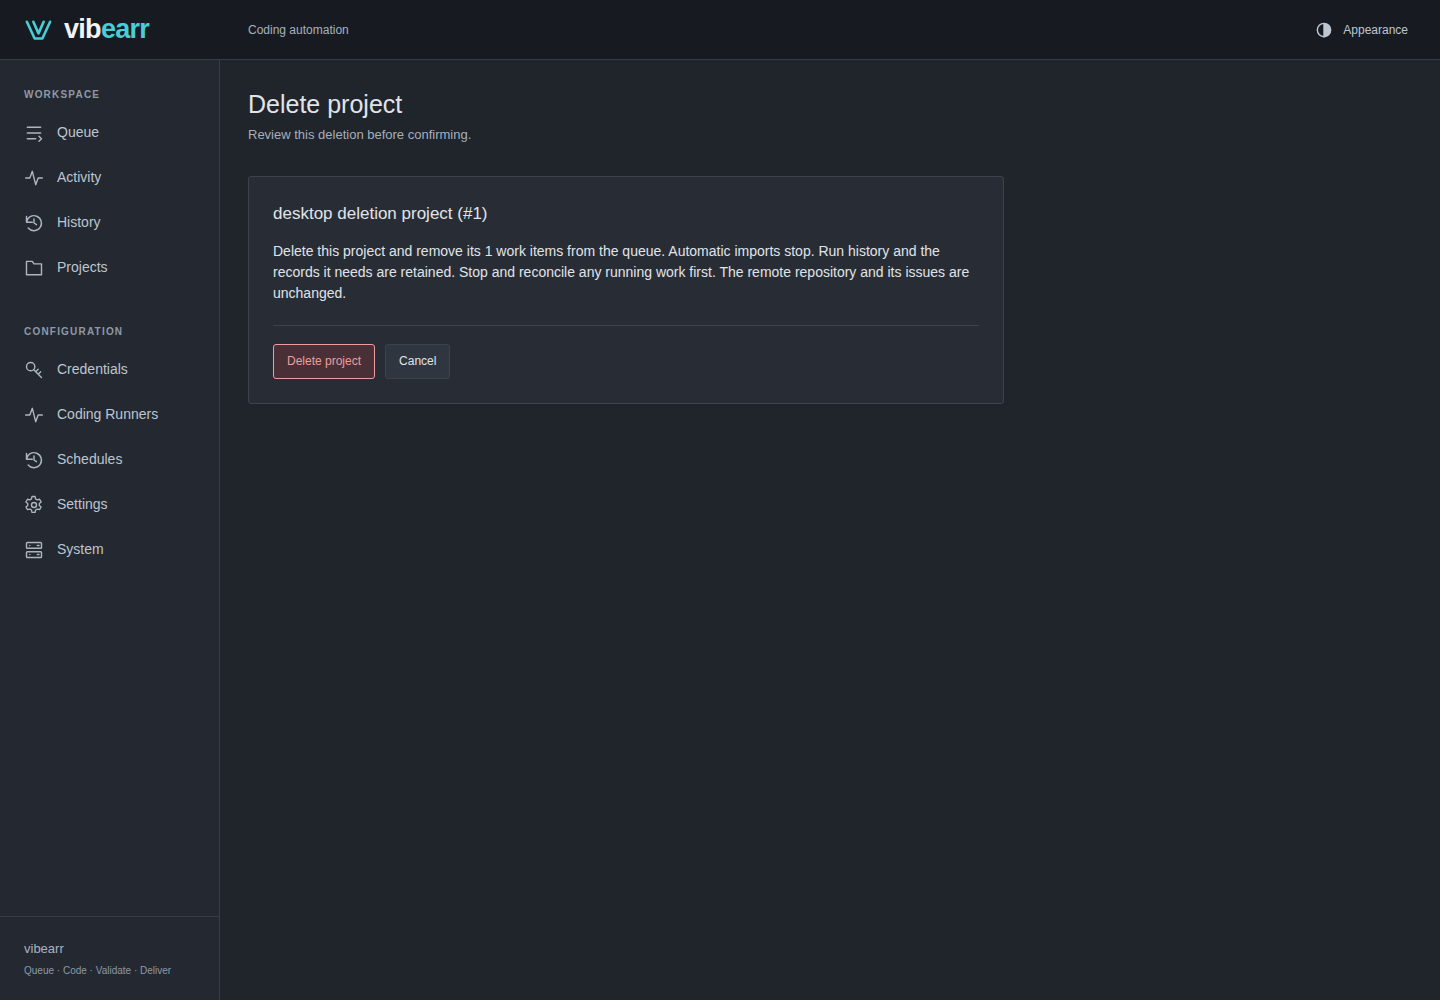 vibearr
Coding automation
Appearance
WORKSPACE
Queue
Activity
History
Projects
CONFIGURATION
Credentials
Coding Runners
Schedules
Settings
System
vibearr
Queue · Code · Validate · Deliver
Delete project
Review this deletion before confirming.
desktop deletion project (#1)
Delete this project and remove its 1 work items from the queue. Automatic imports stop. Run history and the
records it needs are retained. Stop and reconcile any running work first. The remote repository and its issues are
unchanged.
Delete project
Cancel